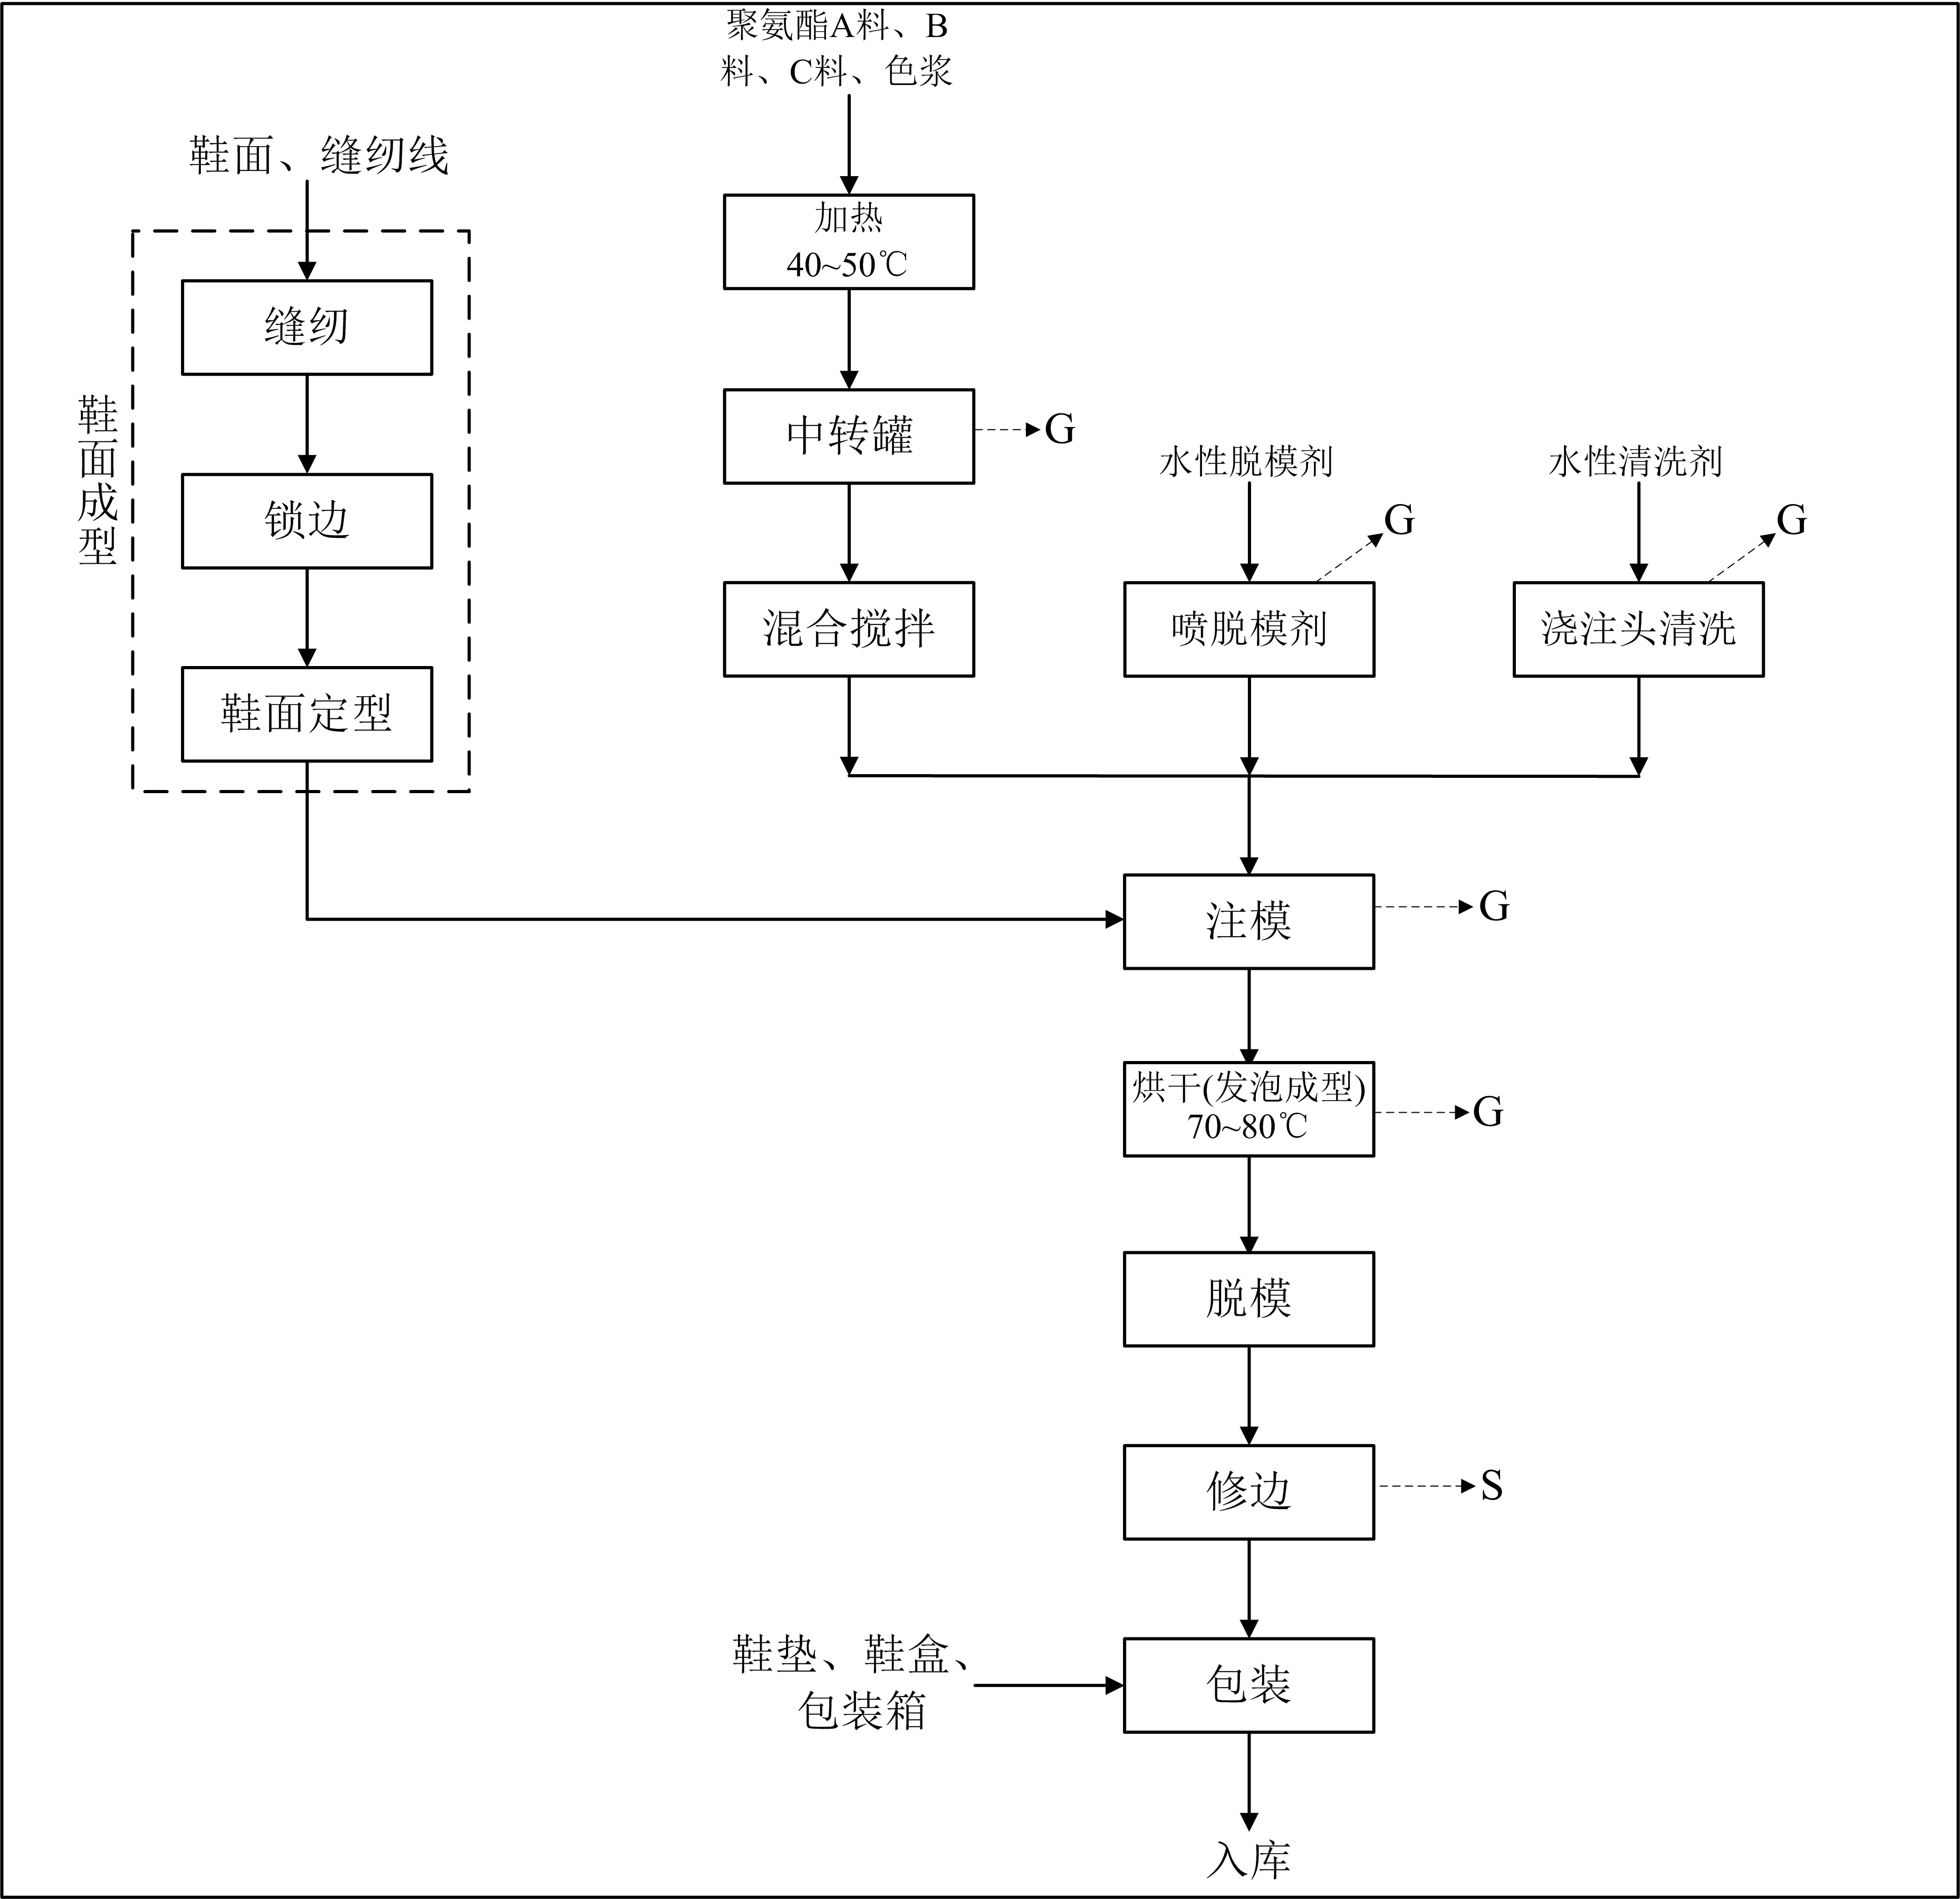 聚氨酯A料、B
料、C料、色浆
鞋面、缝纫线
加热
40~50℃
缝纫
鞋面成型
中转罐
G
水性脱模剂
水性清洗剂
锁边
G
G
混合搅拌
喷脱模剂
浇注头清洗
鞋面定型
注模
G
烘干(发泡成型)
70~80℃
G
脱模
修边
S
鞋垫、鞋盒、
包装箱
包装
入库